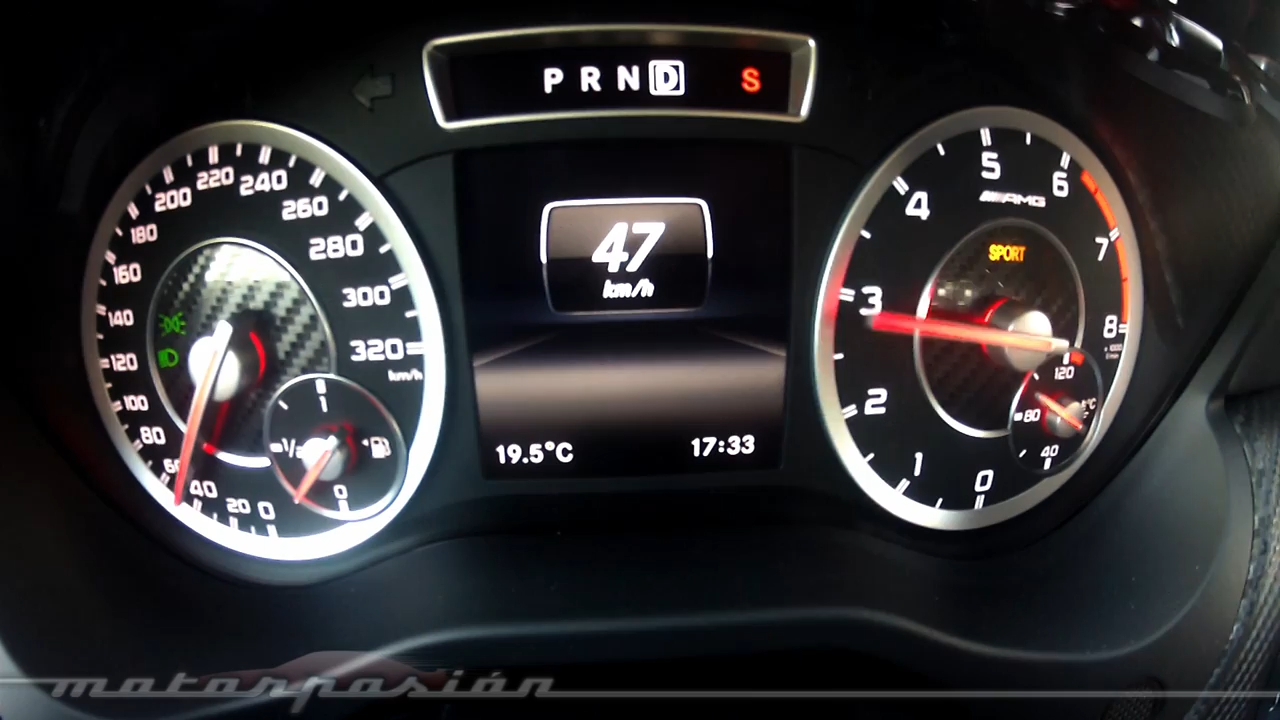 P R N D S
0 20 40 60 80 100 120 140 160 180 200 220 240 260 280 300 320
km/h
1 1/2 0
47
km/h
19.5°C 17:33
0 1 2 3 4 5 6 7 8
AMG
SPORT
120 80 40
°C
motorpasión